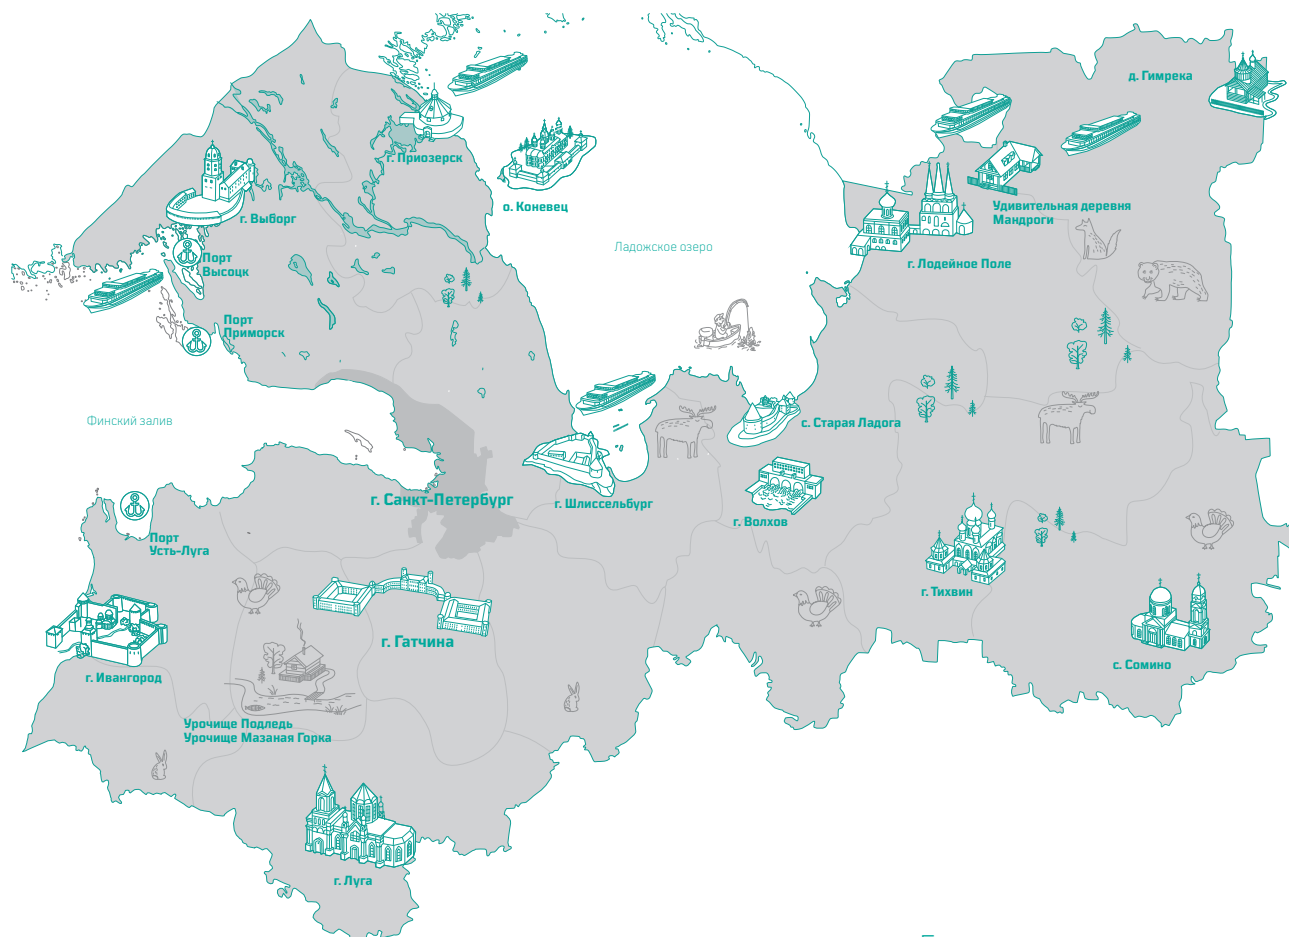 д. Гимрека
г. Приозерск
о. Коневец
г. Выборг
Удивительная деревня
Мандроги
Ладожское озеро
Порт
Высоцк
г. Лодейное Поле
Порт
Приморск
Финский залив
с. Старая Ладога
г. Санкт-Петербург
г. Шлиссельбург
г. Волхов
Порт
Усть-Луга
г. Тихвин
г. Гатчина
с. Сомино
г. Ивангород
Урочище Подледь
Урочище Мазаная Горка
г. Луга